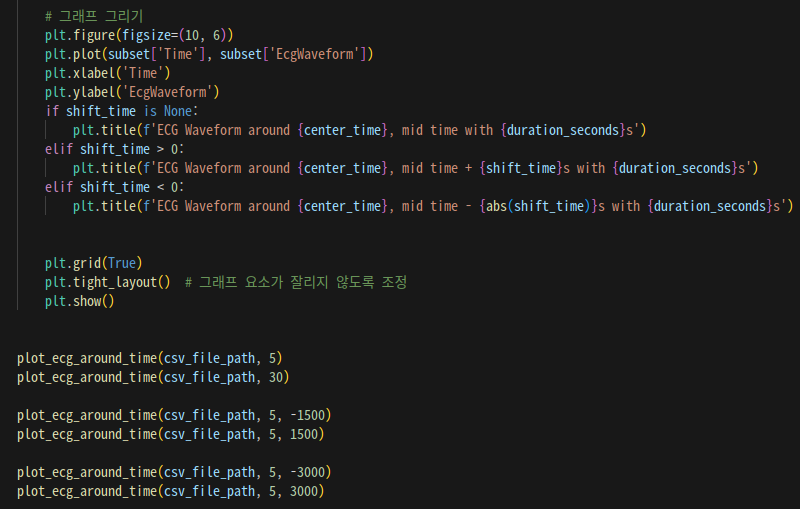 # 그래프 그리기
plt.figure(figsize=(10, 6))
plt.plot(subset['Time'], subset['EcgWaveform'])
plt.xlabel('Time')
plt.ylabel('EcgWaveform')
if shift_time is None:
plt.title(f'ECG Waveform around {center_time}, mid time with {duration_seconds}s')
elif shift_time > 0:
plt.title(f'ECG Waveform around {center_time}, mid time + {shift_time}s with {duration_seconds}s')
elif shift_time < 0:
plt.title(f'ECG Waveform around {center_time}, mid time - {abs(shift_time)}s with {duration_seconds}s')
plt.grid(True)
plt.tight_layout()  # 그래프 요소가 잘리지 않도록 조정
plt.show()
plot_ecg_around_time(csv_file_path, 5)
plot_ecg_around_time(csv_file_path, 30)
plot_ecg_around_time(csv_file_path, 5, -1500)
plot_ecg_around_time(csv_file_path, 5, 1500)
plot_ecg_around_time(csv_file_path, 5, -3000)
plot_ecg_around_time(csv_file_path, 5, 3000)